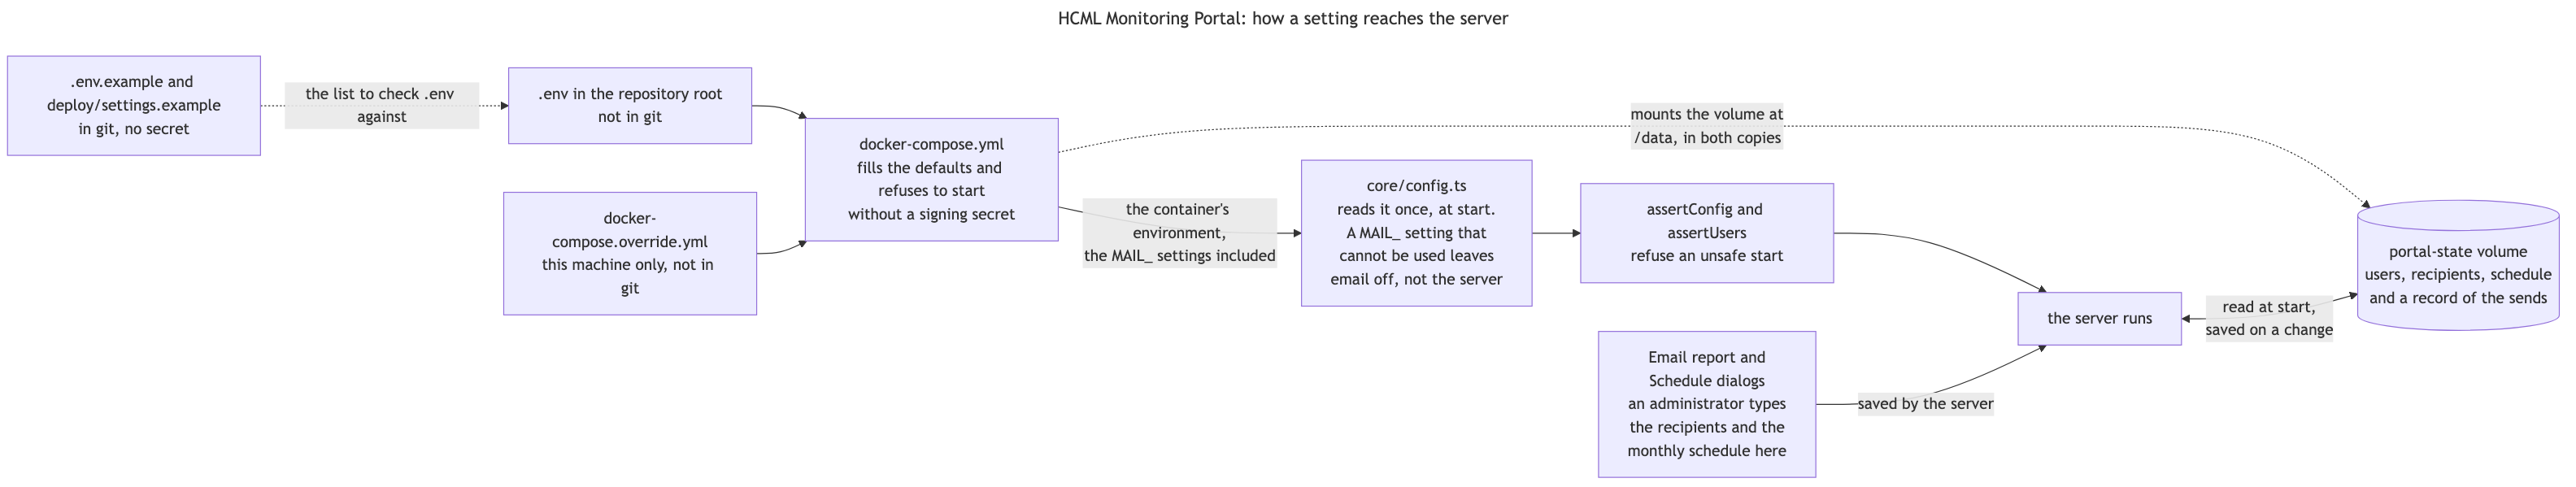 HCML Monitoring Portal: how a setting reaches the server
.env.example and
deploy/settings.example
in git, no secret
the list to check .env
against
.env in the repository root
not in git
docker-
compose.override.yml
this machine only, not in
git
docker-compose.yml
fills the defaults and
refuses to start
without a signing secret
mounts the volume at
/data, in both copies
the container's
environment,
the MAIL_ settings included
core/config.ts
reads it once, at start.
A MAIL_ setting that
cannot be used leaves
email off, not the server
assertConfig and
assertUsers
refuse an unsafe start
Email report and
Schedule dialogs
an administrator types
the recipients and the
monthly schedule here
saved by the server
the server runs
read at start,
saved on a change
portal-state volume
users, recipients, schedule
and a record of the sends